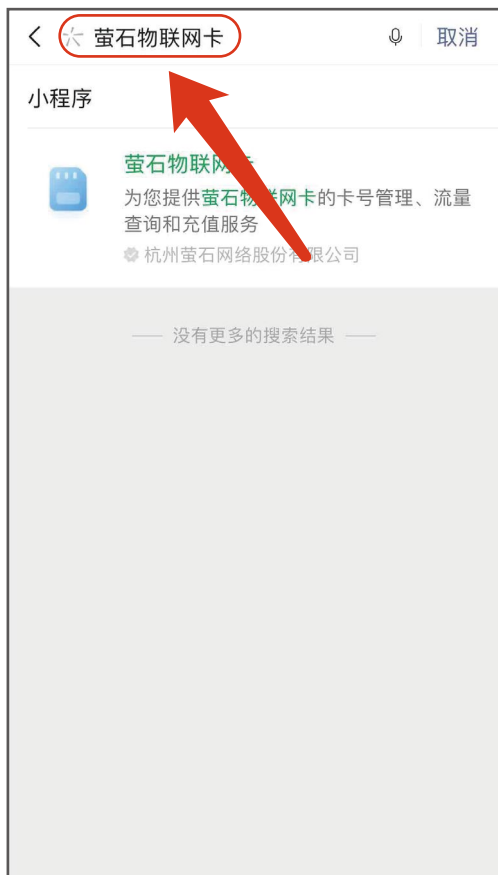 萤石物联网卡
取消
小程序
萤石物联网卡
为您提供萤石物联网卡的卡号管理、流量
查询和充值服务
杭州萤石网络股份有限公司
没有更多的搜索结果